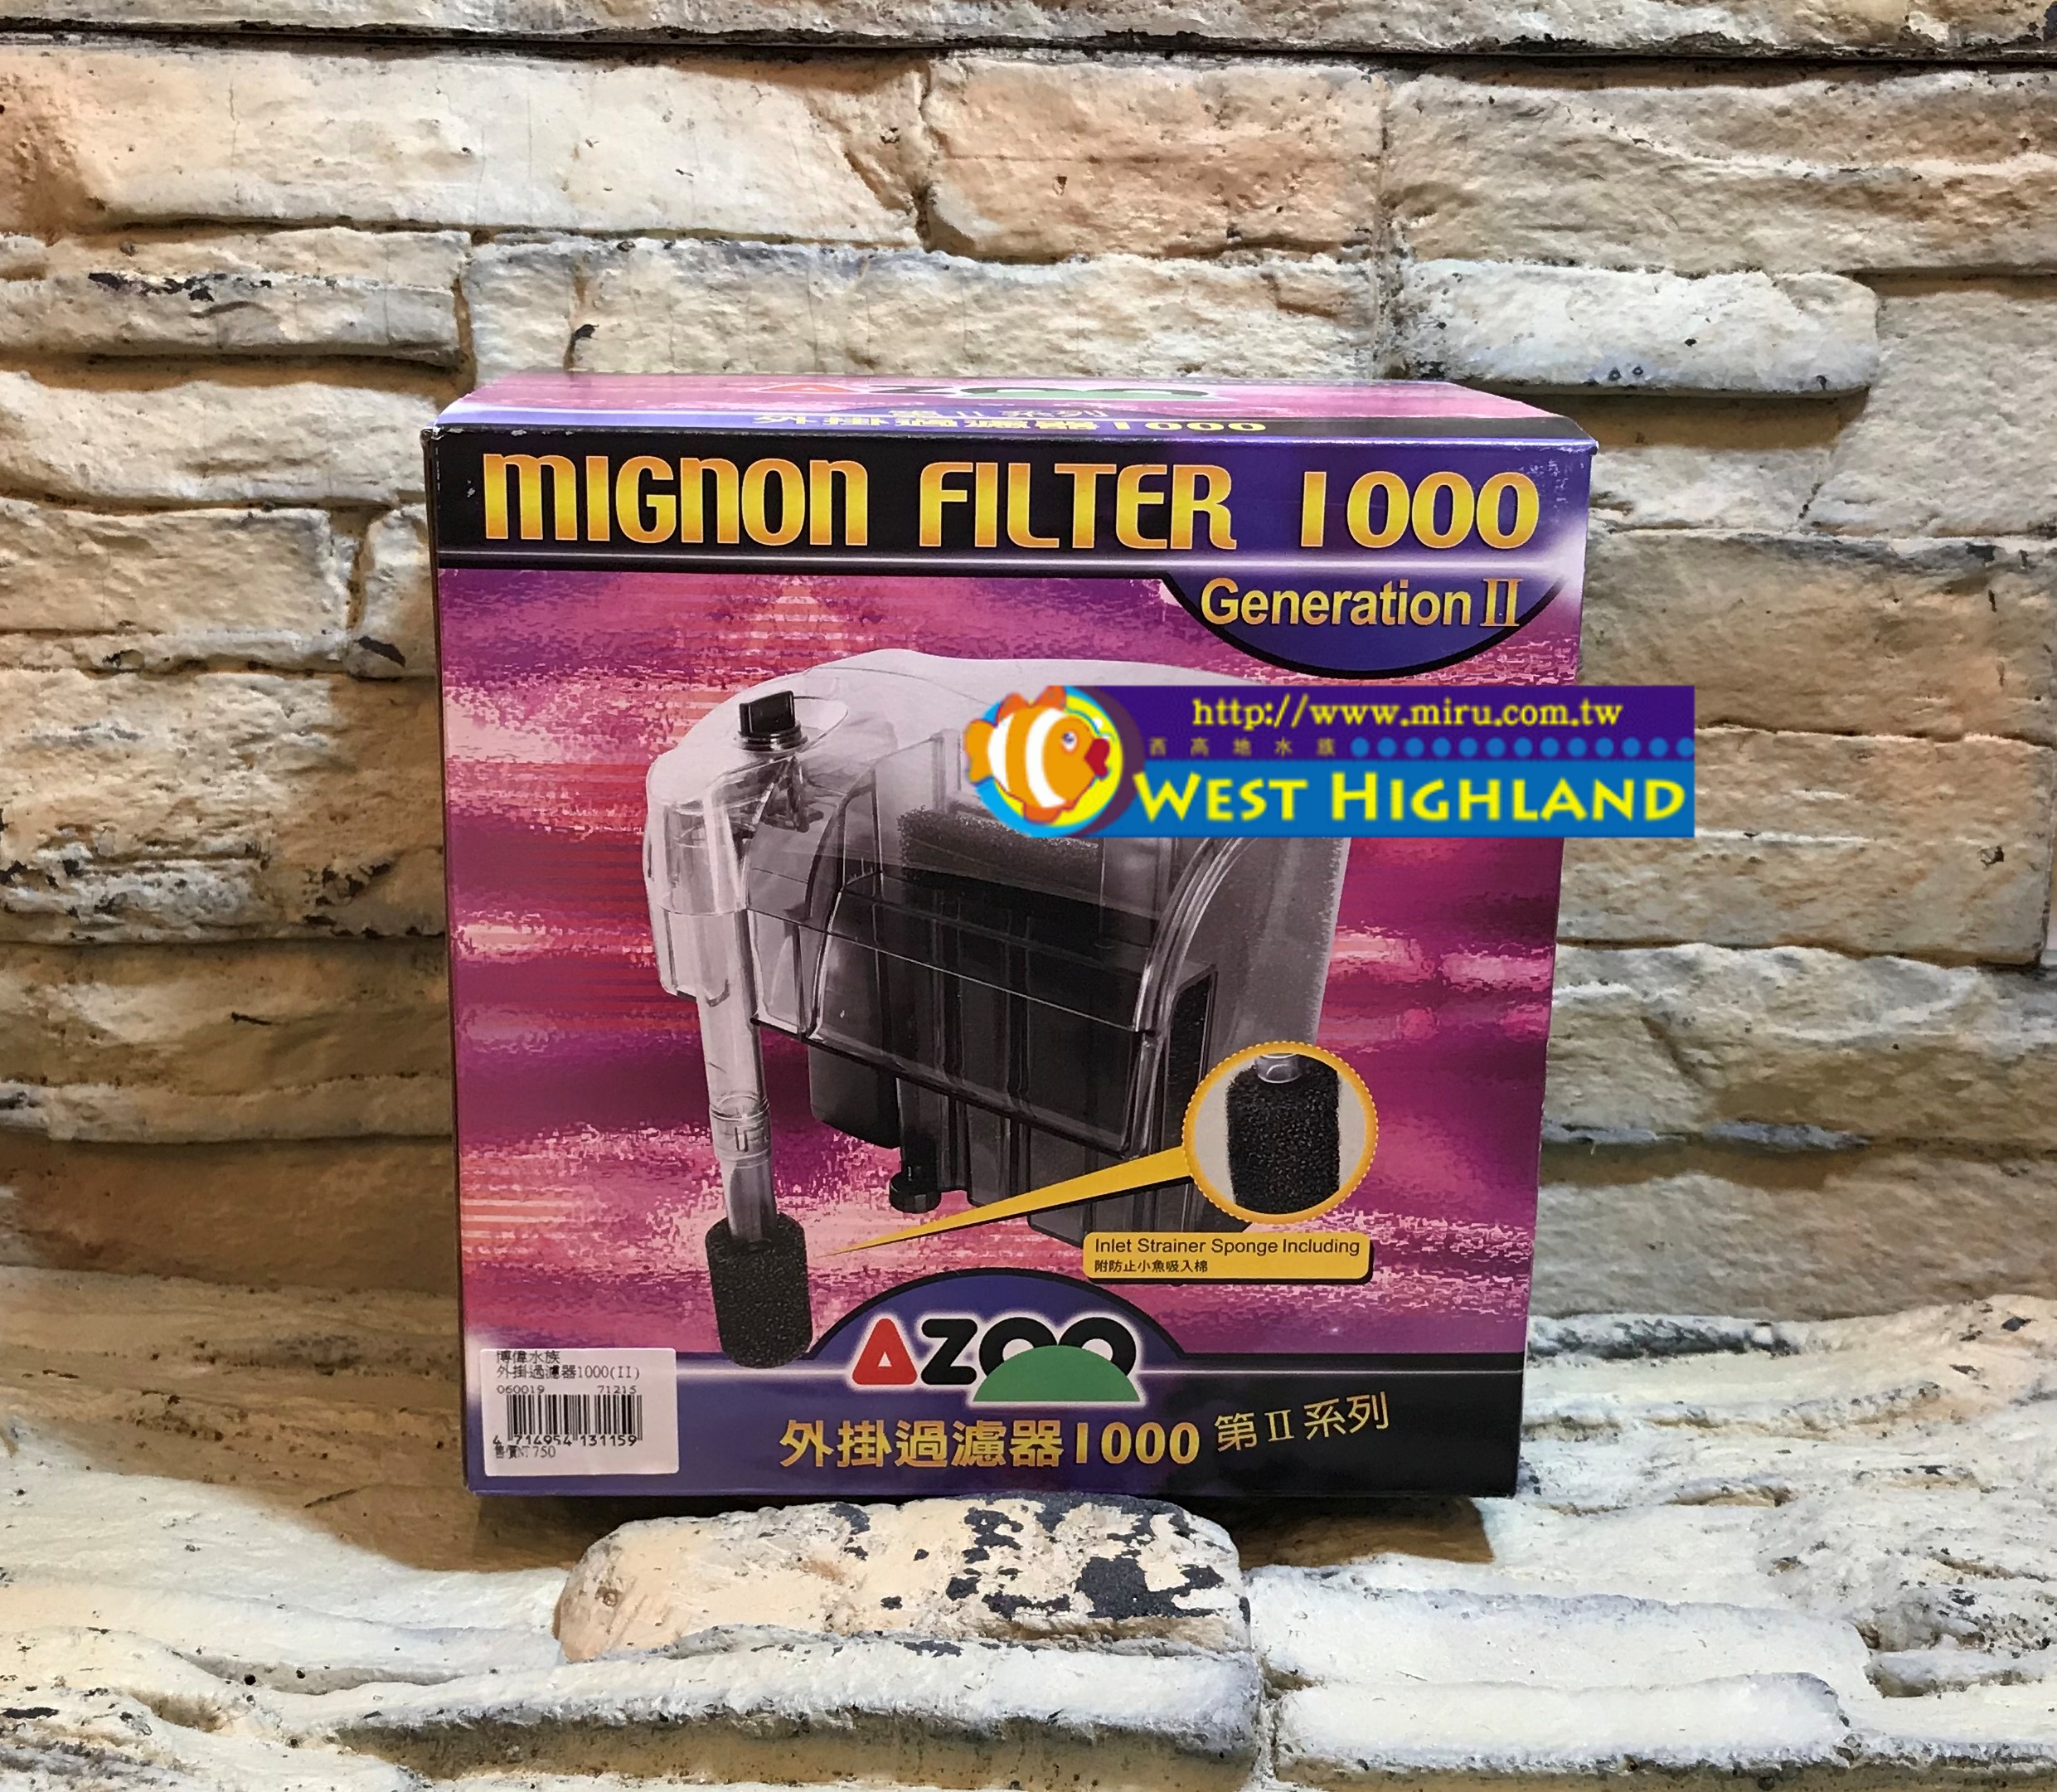 AZOO
第II系列
外掛過濾器1000
MIGNON FILTER 1000
Generation II
http://www.miru.com.tw
西高地水族
WEST HIGHLAND
Inlet Strainer Sponge Including
附防止小魚吸入棉
AZOO
外掛過濾器1000 第II系列
博偉水族
外掛過濾器1000(II)
060019 71215
4 714954 131159
售價NT750